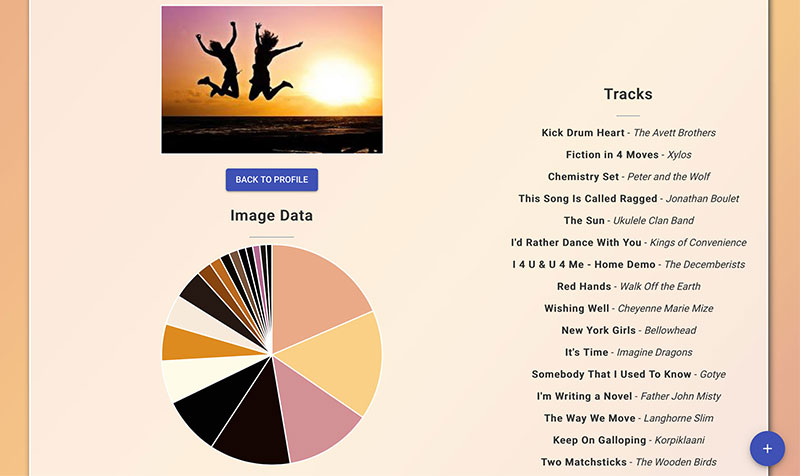 BACK TO PROFILE
Image Data
Tracks
Kick Drum Heart - The Avett Brothers
Fiction in 4 Moves - Xylos
Chemistry Set - Peter and the Wolf
This Song Is Called Ragged - Jonathan Boulet
The Sun - Ukulele Clan Band
I'd Rather Dance With You - Kings of Convenience
I 4 U & U 4 Me - Home Demo - The Decemberists
Red Hands - Walk Off the Earth
Wishing Well - Cheyenne Marie Mize
New York Girls - Bellowhead
It's Time - Imagine Dragons
Somebody That I Used To Know - Gotye
I'm Writing a Novel - Father John Misty
The Way We Move - Langhorne Slim
Keep On Galloping - Korpiklaani
Two Matchsticks - The Wooden Birds
+